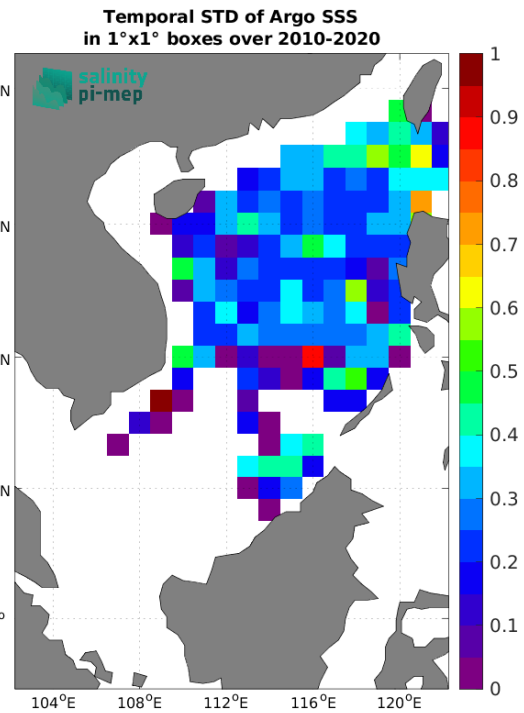 Temporal STD of Argo SSS
in 1°x1° boxes over 2010-2020
salinity
pi-mep
N
N
N
N
o
1
0.9
0.8
0.7
0.6
0.5
0.4
0.3
0.2
0.1
0
104°E 108°E 112°E 116°E 120°E